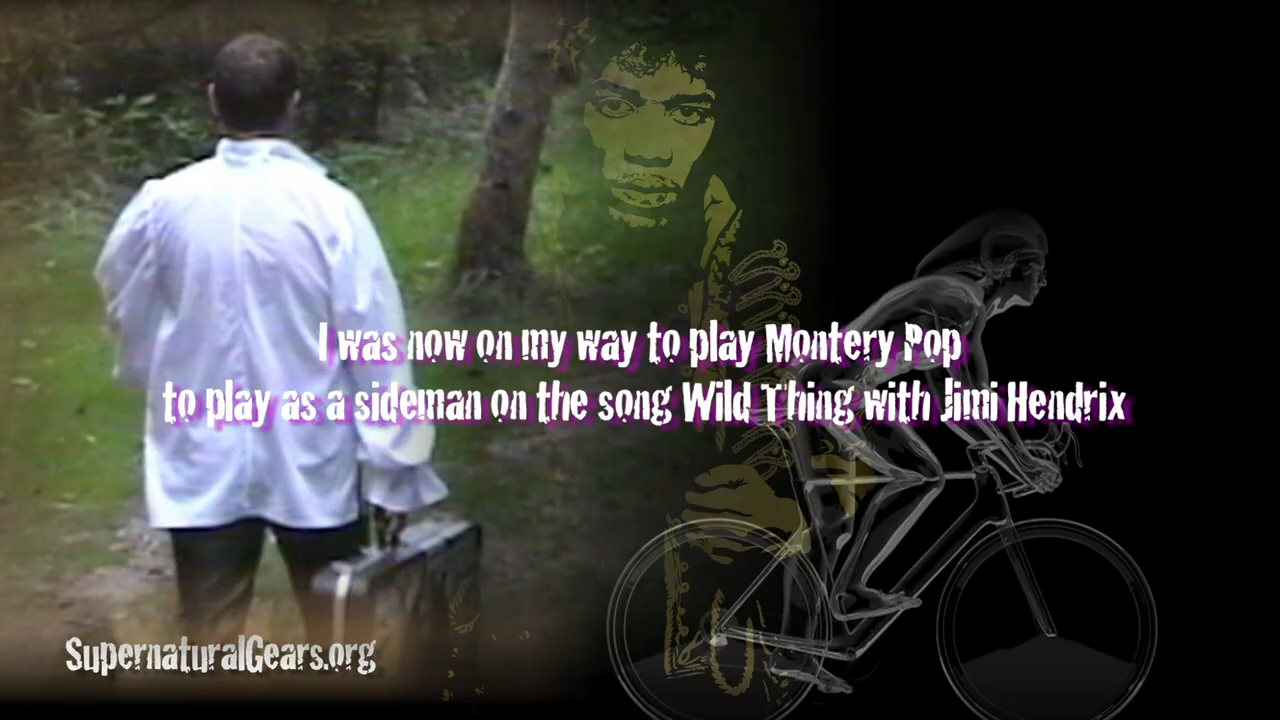 I was now on my way to play Montery Pop
to play as a sideman on the song Wild Thing with Jimi Hendrix
SupernaturalGears.org